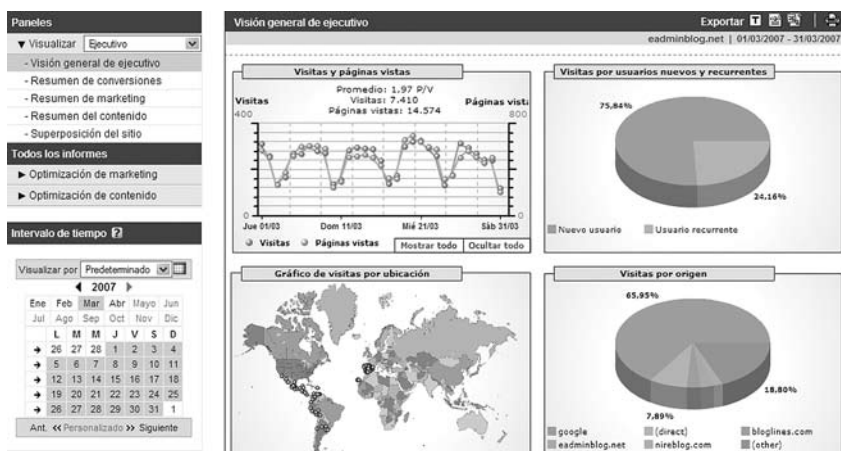 Paneles
▼ Visualizar Ejecutivo
- Visión general de ejecutivo
- Resumen de conversiones
- Resumen de marketing
- Resumen del contenido
- Superposición del sitio
Todos los informes
► Optimización de marketing
► Optimización de contenido
Intervalo de tiempo ?
Visualizar por Predeterminado
2007
Ene Feb Mar Abr Mayo Jun
Jul Ago Sep Oct Nov Dic
L M M J V S D
26 27 28 1 2 3 4
5 6 7 8 9 10 11
12 13 14 15 16 17 18
19 20 21 22 23 24 25
26 27 28 29 30 31 1
Ant. << Personalizado >> Siguiente
Visión general de ejecutivo
Exportar T
eadminblog.net | 01/03/2007 - 31/03/2007
Visitas y páginas vistas
Promedio: 1.97 P/V
Visitas: 7.410
Páginas vistas: 14.574
Visitas
400
Páginas vista
800
0
0
Jue 01/03 Dom 11/03 Mié 21/03 Sáb 31/03
Visitas Páginas vistas Mostrar todo Ocultar todo
Visitas por usuarios nuevos y recurrentes
75,84%
24,16%
Nuevo usuario Usuario recurrente
Gráfico de visitas por ubicación
Visitas por origen
65,95%
18,80%
7,89%
google (direct) bloglines.com
eadminblog.net nireblog.com (other)